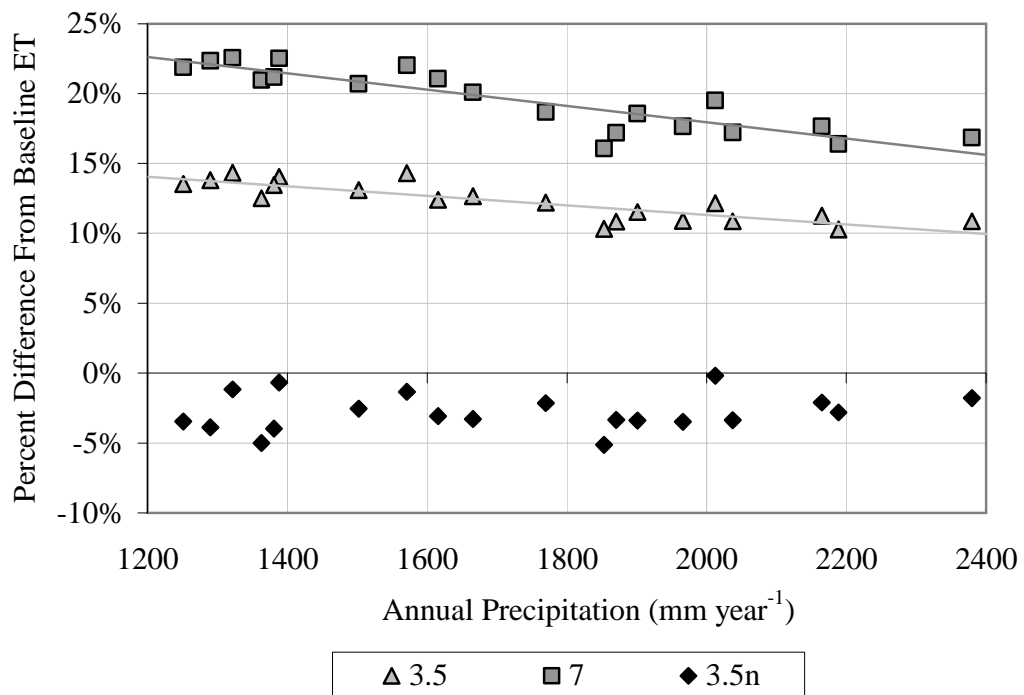 Percent Difference From Baseline ET
25%
20%
15%
10%
5%
0%
-5%
-10%
1200 1400 1600 1800 2000 2200 2400
Annual Precipitation (mm year⁻¹)
3.5 7 3.5n